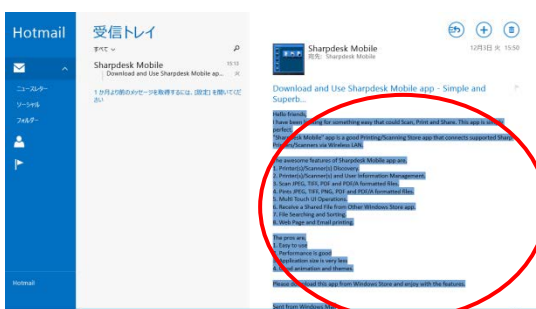 Hotmail
ニュースレター
ソーシャル
フォルダー
Hotmail
受信トレイ
すべて
Sharpdesk Mobile 15:13
Download and Use Sharpdesk Mobile ap... 火
1 か月より前のメッセージを取得するには、[設定] を開いてください
Sharpdesk Mobile 12月3日 火 15:50
宛先: Sharpdesk Mobile
Download and Use Sharpdesk Mobile app - Simple and
Superb...
Hello friends,
I have been looking for something easy that could Scan, Print and Share. This app is simply
perfect.
"Sharpdesk Mobile" app is a good Printing/Scanning Store app that connects supported Sharp
Printers/Scanners via Wireless LAN.
The awesome features of Sharpdesk Mobile app are,
1. Printer(s)/Scanner(s) Discovery.
2. Printer(s)/Scanner(s) and User Information Management.
3. Scan JPEG, TIFF, PDF and PDF/A formatted files.
4. Prints JPEG, TIFF, PNG, PDF and PDF/A formatted files.
5. Multi Touch UI Operations.
6. Receive a Shared File from Other Windows Store app.
7. File Searching and Sorting.
8. Web Page and Email printing.
The pros are,
1. Easy to use
2. Performance is good
3. Application size is very less
4. Good animation and themes.
Please download this app from Windows Store and enjoy with the features.
Sent from Windows Mail